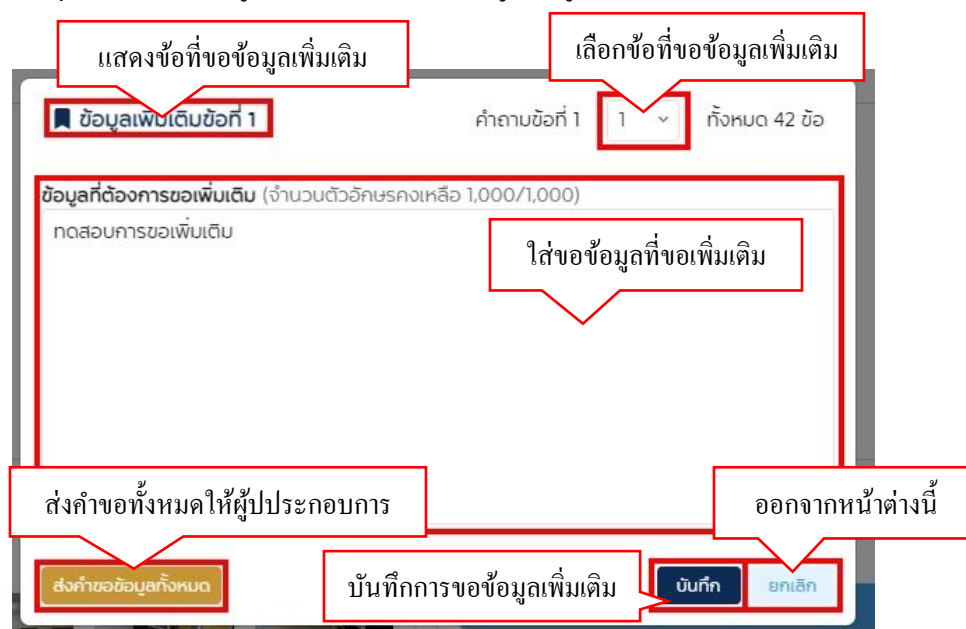 แสดงข้อที่ขอข้อมูลเพิ่มเติม
เลือกข้อที่ขอข้อมูลเพิ่มเติม
ข้อมูลเพิ่มเติมข้อที่ 1
คำถามข้อที่ 1 1 ทั้งหมด 42 ข้อ
ข้อมูลที่ต้องการขอเพิ่มเติม (จำนวนตัวอักษรคงเหลือ 1,000/1,000)
ทดสอบการขอเพิ่มเติม
ใส่ขอข้อมูลที่ขอเพิ่มเติม
ส่งคำขอทั้งหมดให้ผู้ปประกอบการ
ออกจากหน้าต่างนี้
ส่งคำขอข้อมูลทั้งหมด
บันทึกการขอข้อมูลเพิ่มเติม
บันทึก
ยกเลิก